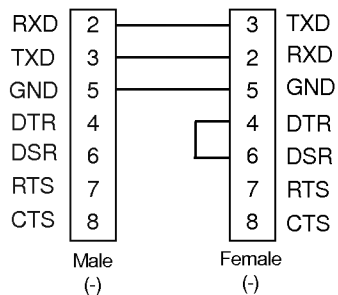 RXD 2 3 TXD
TXD 3 2 RXD
GND 5 5 GND
DTR 4 4 DTR
DSR 6 6 DSR
RTS 7 7 RTS
CTS 8 8 CTS
Male Female
(-) (-)